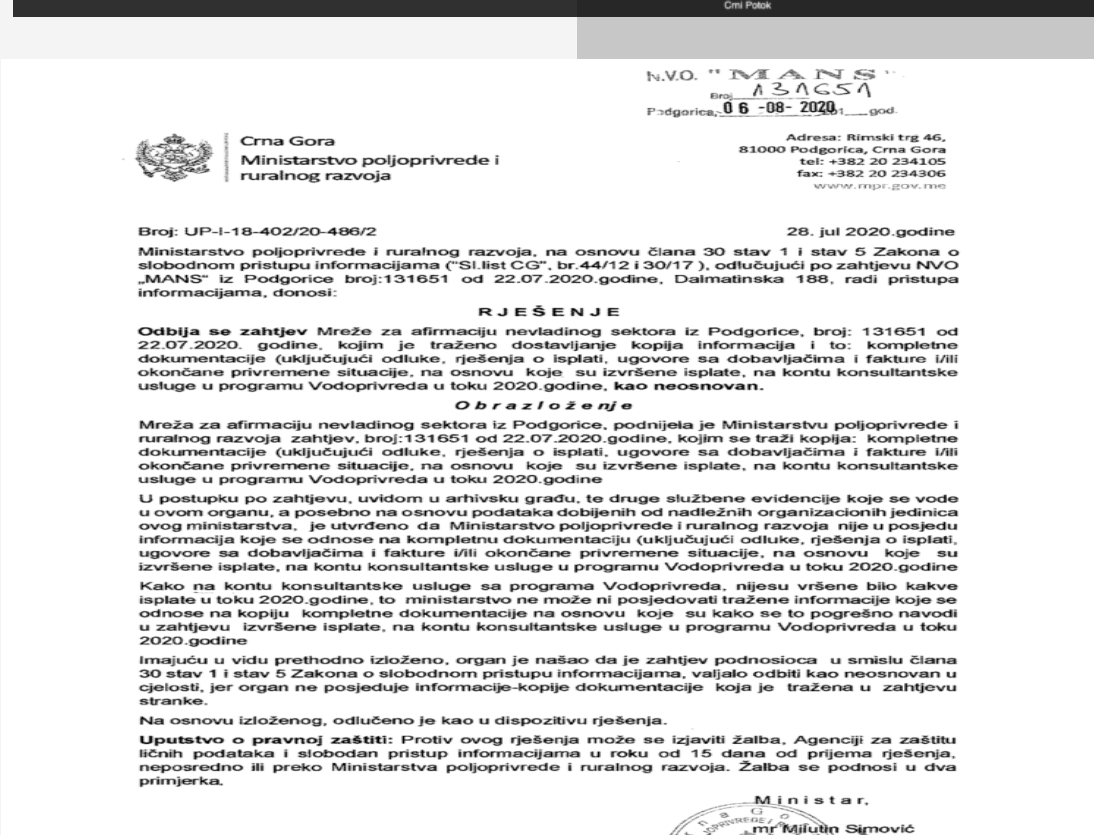 Crni Potok
N.V.O. "MANS"
Broj 131651
Podgorica, 06-08-2020 201__ god.
Crna Gora
Ministarstvo poljoprivrede i
ruralnog razvoja
Adresa: Rimski trg 46,
81000 Podgorica, Crna Gora
tel: +382 20 234105
fax: +382 20 234306
www.mpr.gov.me
Broj: UP-I-18-402/20-486/2 28. jul 2020.godine
Ministarstvo poljoprivrede i ruralnog razvoja, na osnovu člana 30 stav 1 i stav 5 Zakona o
slobodnom pristupu informacijama ("Sl.list CG", br.44/12 i 30/17 ), odlučujući po zahtjevu NVO
„MANS" iz Podgorice broj:131651 od 22.07.2020.godine, Dalmatinska 188, radi pristupa
informacijama, donosi:
RJEŠENJE
Odbija se zahtjev Mreže za afirmaciju nevladinog sektora iz Podgorice, broj: 131651 od
22.07.2020. godine, kojim je traženo dostavljanje kopija informacija i to: kompletne
dokumentacije (uključujući odluke, rješenja o isplati, ugovore sa dobavljačima i fakture i/ili
okončane privremene situacije, na osnovu koje su izvršene isplate, na kontu konsultantske
usluge u programu Vodoprivreda u toku 2020.godine, kao neosnovan.
Obrazloženje
Mreža za afirmaciju nevladinog sektora iz Podgorice, podnijela je Ministarstvu poljoprivrede i
ruralnog razvoja zahtjev, broj:131651 od 22.07.2020.godine, kojim se traži kopija: kompletne
dokumentacije (uključujući odluke, rješenja o isplati, ugovore sa dobavljačima i fakture i/ili
okončane privremene situacije, na osnovu koje su izvršene isplate, na kontu konsultantske
usluge u programu Vodoprivreda u toku 2020.godine
U postupku po zahtjevu, uvidom u arhivsku građu, te druge službene evidencije koje se vode
u ovom organu, a posebno na osnovu podataka dobijenih od nadležnih organizacionih jedinica
ovog ministarstva, je utvrđeno da Ministarstvo poljoprivrede i ruralnog razvoja nije u posjedu
informacija koje se odnose na kompletnu dokumentaciju (uključujući odluke, rješenja o isplati,
ugovore sa dobavljačima i fakture i/ili okončane privremene situacije, na osnovu koje su
izvršene isplate, na kontu konsultantske usluge u programu Vodoprivreda u toku 2020.godine
Kako na kontu konsultantske usluge sa programa Vodoprivreda, nijesu vršene bilo kakve
isplate u toku 2020.godine, to ministarstvo ne može ni posjedovati tražene informacije koje se
odnose na kopiju kompletne dokumentacije na osnovu koje su kako se to pogrešno navodi
u zahtjevu izvršene isplate, na kontu konsultantske usluge u programu Vodoprivreda u toku
2020.godine
Imajuću u vidu prethodno izloženo, organ je našao da je zahtjev podnosioca u smislu člana
30 stav 1 i stav 5 Zakona o slobodnom pristupu informacijama, valjalo odbiti kao neosnovan u
cjelosti, jer organ ne posjeduje informacije-kopije dokumentacije koja je tražena u zahtjevu
stranke.
Na osnovu izloženog, odlučeno je kao u dispozitivu rješenja.
Uputstvo o pravnoj zaštiti: Protiv ovog rješenja može se izjaviti žalba, Agenciji za zaštitu
ličnih podataka i slobodan pristup informacijama u roku od 15 dana od prijema rješenja,
neposredno ili preko Ministarstva poljoprivrede i ruralnog razvoja. Žalba se podnosi u dva
primjerka.
Ministar,
mr Milutin Simović